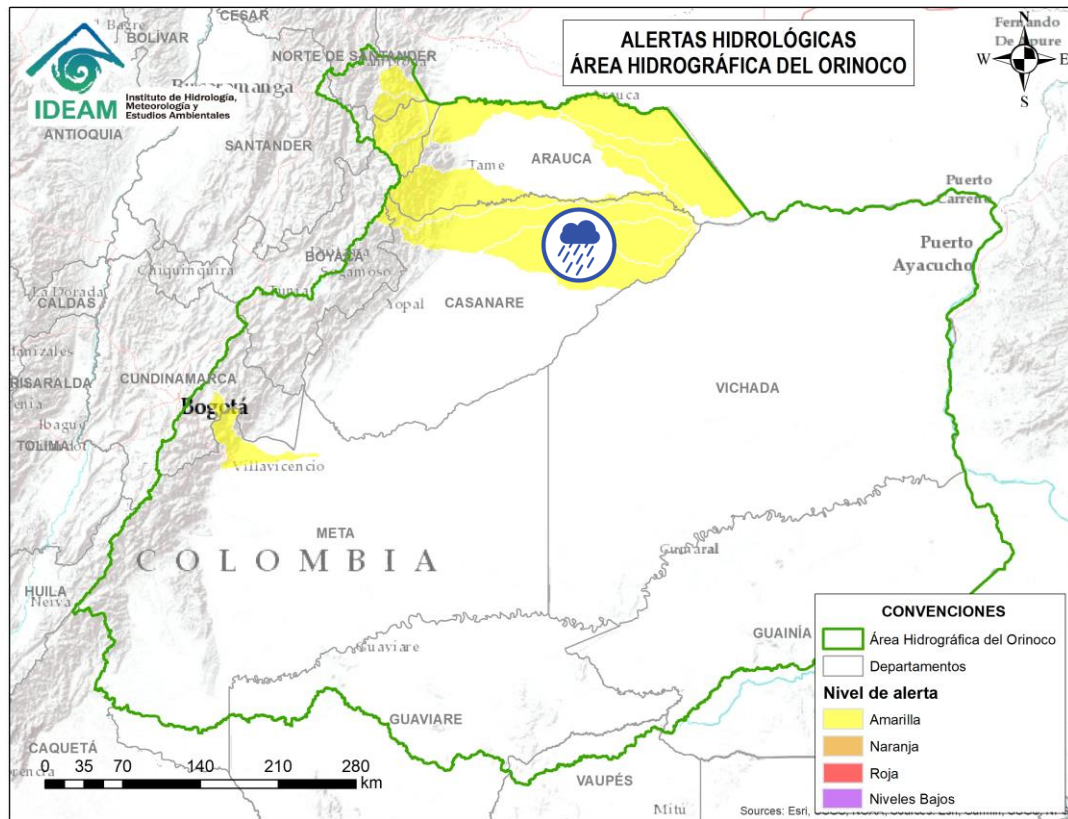 ALERTAS HIDROLÓGICAS
ÁREA HIDROGRÁFICA DEL ORINOCO
N
W E
S
IDEAM
Instituto de Hidrología,
Meteorología y
Estudios Ambientales
CESAR
BOLÍVAR
NORTE DE SANTANDER
Fernando
De Apure
ANTIOQUIA
SANTANDER
Arauca
ARAUCA
Tame
Puerto
Carreño
Puerto
Ayacucho
BOYACÁ
Sogamoso
Chiquinquira
La Dorada
Tunja
CALDAS
Yopal
CASANARE
Manizales
RISARALDA
CUNDINAMARCA
VICHADA
Bogotá
Ibague
TOLIMA
Villavicencio
META
COLOMBIA
Cumaral
HUILA
Neiva
Guaviare
GUAINÍA
GUAVIARE
CAQUETÁ
VAUPÉS
Mitú
0 35 70 140 210 280
km
CONVENCIONES
Área Hidrográfica del Orinoco
Departamentos
Nivel de alerta
Amarilla
Naranja
Roja
Niveles Bajos
Sources: Esri,